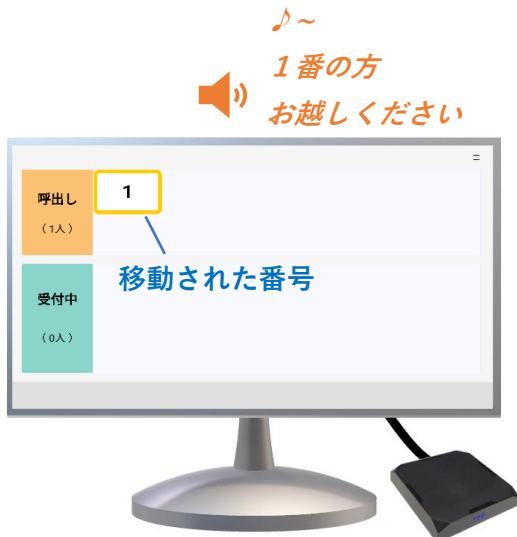 ♪~
1番の方
お越しください
呼出し
1
(1人)
移動された番号
受付中
(0人)